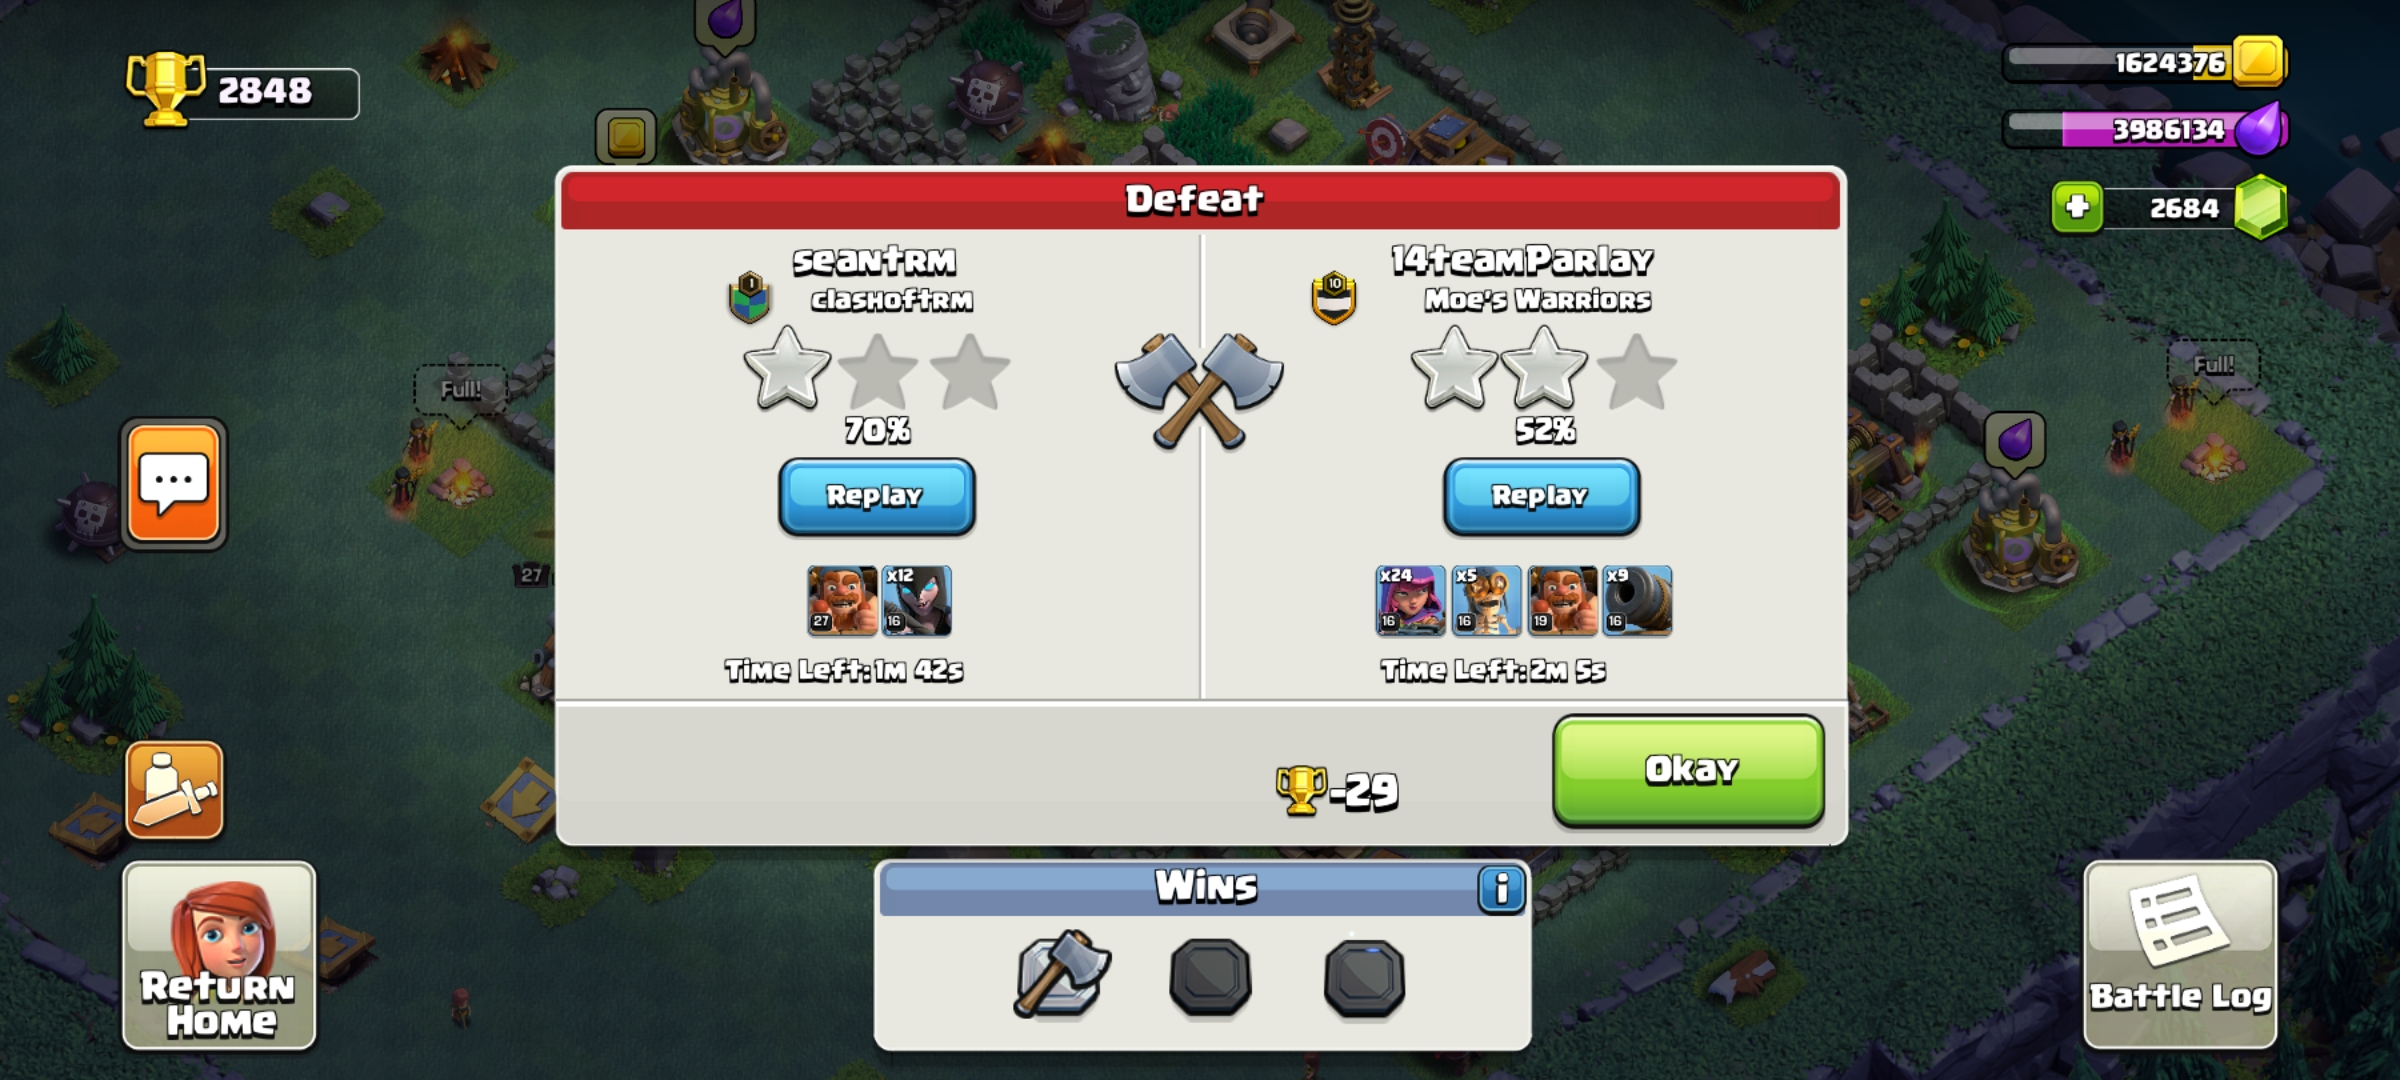 2848
1624376
3986134
2684
Defeat
seantRM
clashoftRM
1
70%
Replay
27
x12
16
Time Left:1m 42s
14teamParlay
Moe's Warriors
10
52%
Replay
x24
16
x5
16
19
x9
16
Time Left:2m 5s
-29
Okay
Full!
Full!
27
Wins
i
Return
Home
Battle Log